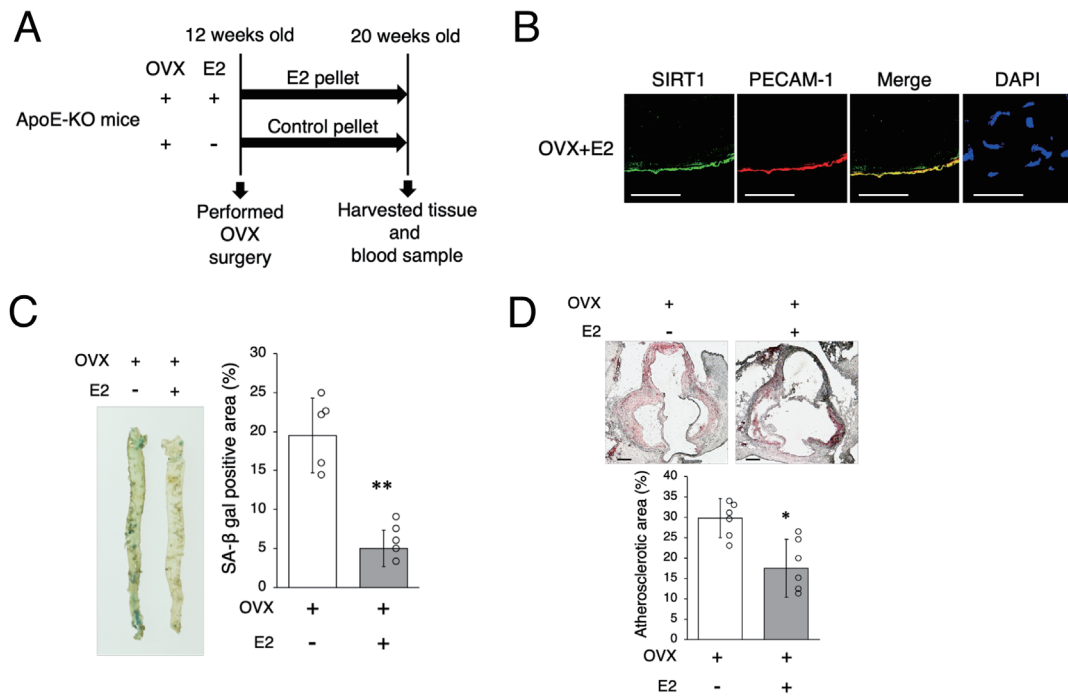 A
12 weeks old
20 weeks old
OVX E2
E2 pellet
+ +
ApoE-KO mice
Control pellet
+ -
Performed
OVX
surgery
Harvested tissue
and
blood sample
B
SIRT1 PECAM-1 Merge DAPI
OVX+E2
C
OVX + +
E2 - +
SA-β gal positive area (%)
30
25
20
15
10
5
0
**
OVX + +
E2 - +
D
OVX + +
E2 - +
Atherosclerotic area (%)
40
35
30
25
20
15
10
5
0
*
OVX + +
E2 - +